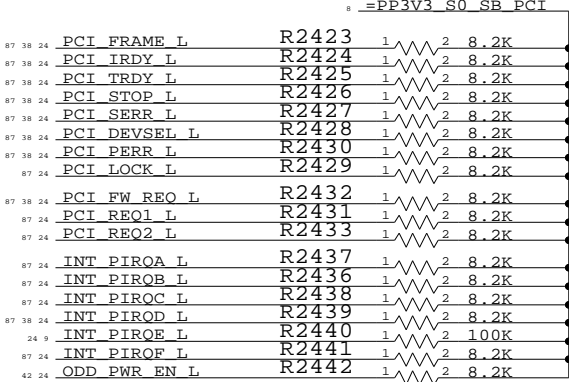 8 =PP3V3_S0_SB_PCI
87 38 24 PCI_FRAME_L R2423 1 2 8.2K
87 38 24 PCI_IRDY_L R2424 1 2 8.2K
87 38 24 PCI_TRDY_L R2425 1 2 8.2K
87 38 24 PCI_STOP_L R2426 1 2 8.2K
87 38 24 PCI_SERR_L R2427 1 2 8.2K
87 38 24 PCI_DEVSEL_L R2428 1 2 8.2K
87 38 24 PCI_PERR_L R2430 1 2 8.2K
87 24 PCI_LOCK_L R2429 1 2 8.2K
87 38 24 PCI_FW_REQ_L R2432 1 2 8.2K
87 24 PCI_REQ1_L R2431 1 2 8.2K
87 24 PCI_REQ2_L R2433 1 2 8.2K
87 24 INT_PIRQA_L R2437 1 2 8.2K
87 24 INT_PIRQB_L R2436 1 2 8.2K
87 24 INT_PIRQC_L R2438 1 2 8.2K
87 38 24 INT_PIRQD_L R2439 1 2 8.2K
24 9 INT_PIRQE_L R2440 1 2 100K
87 24 INT_PIRQF_L R2441 1 2 8.2K
42 24 ODD_PWR_EN_L R2442 1 2 8.2K